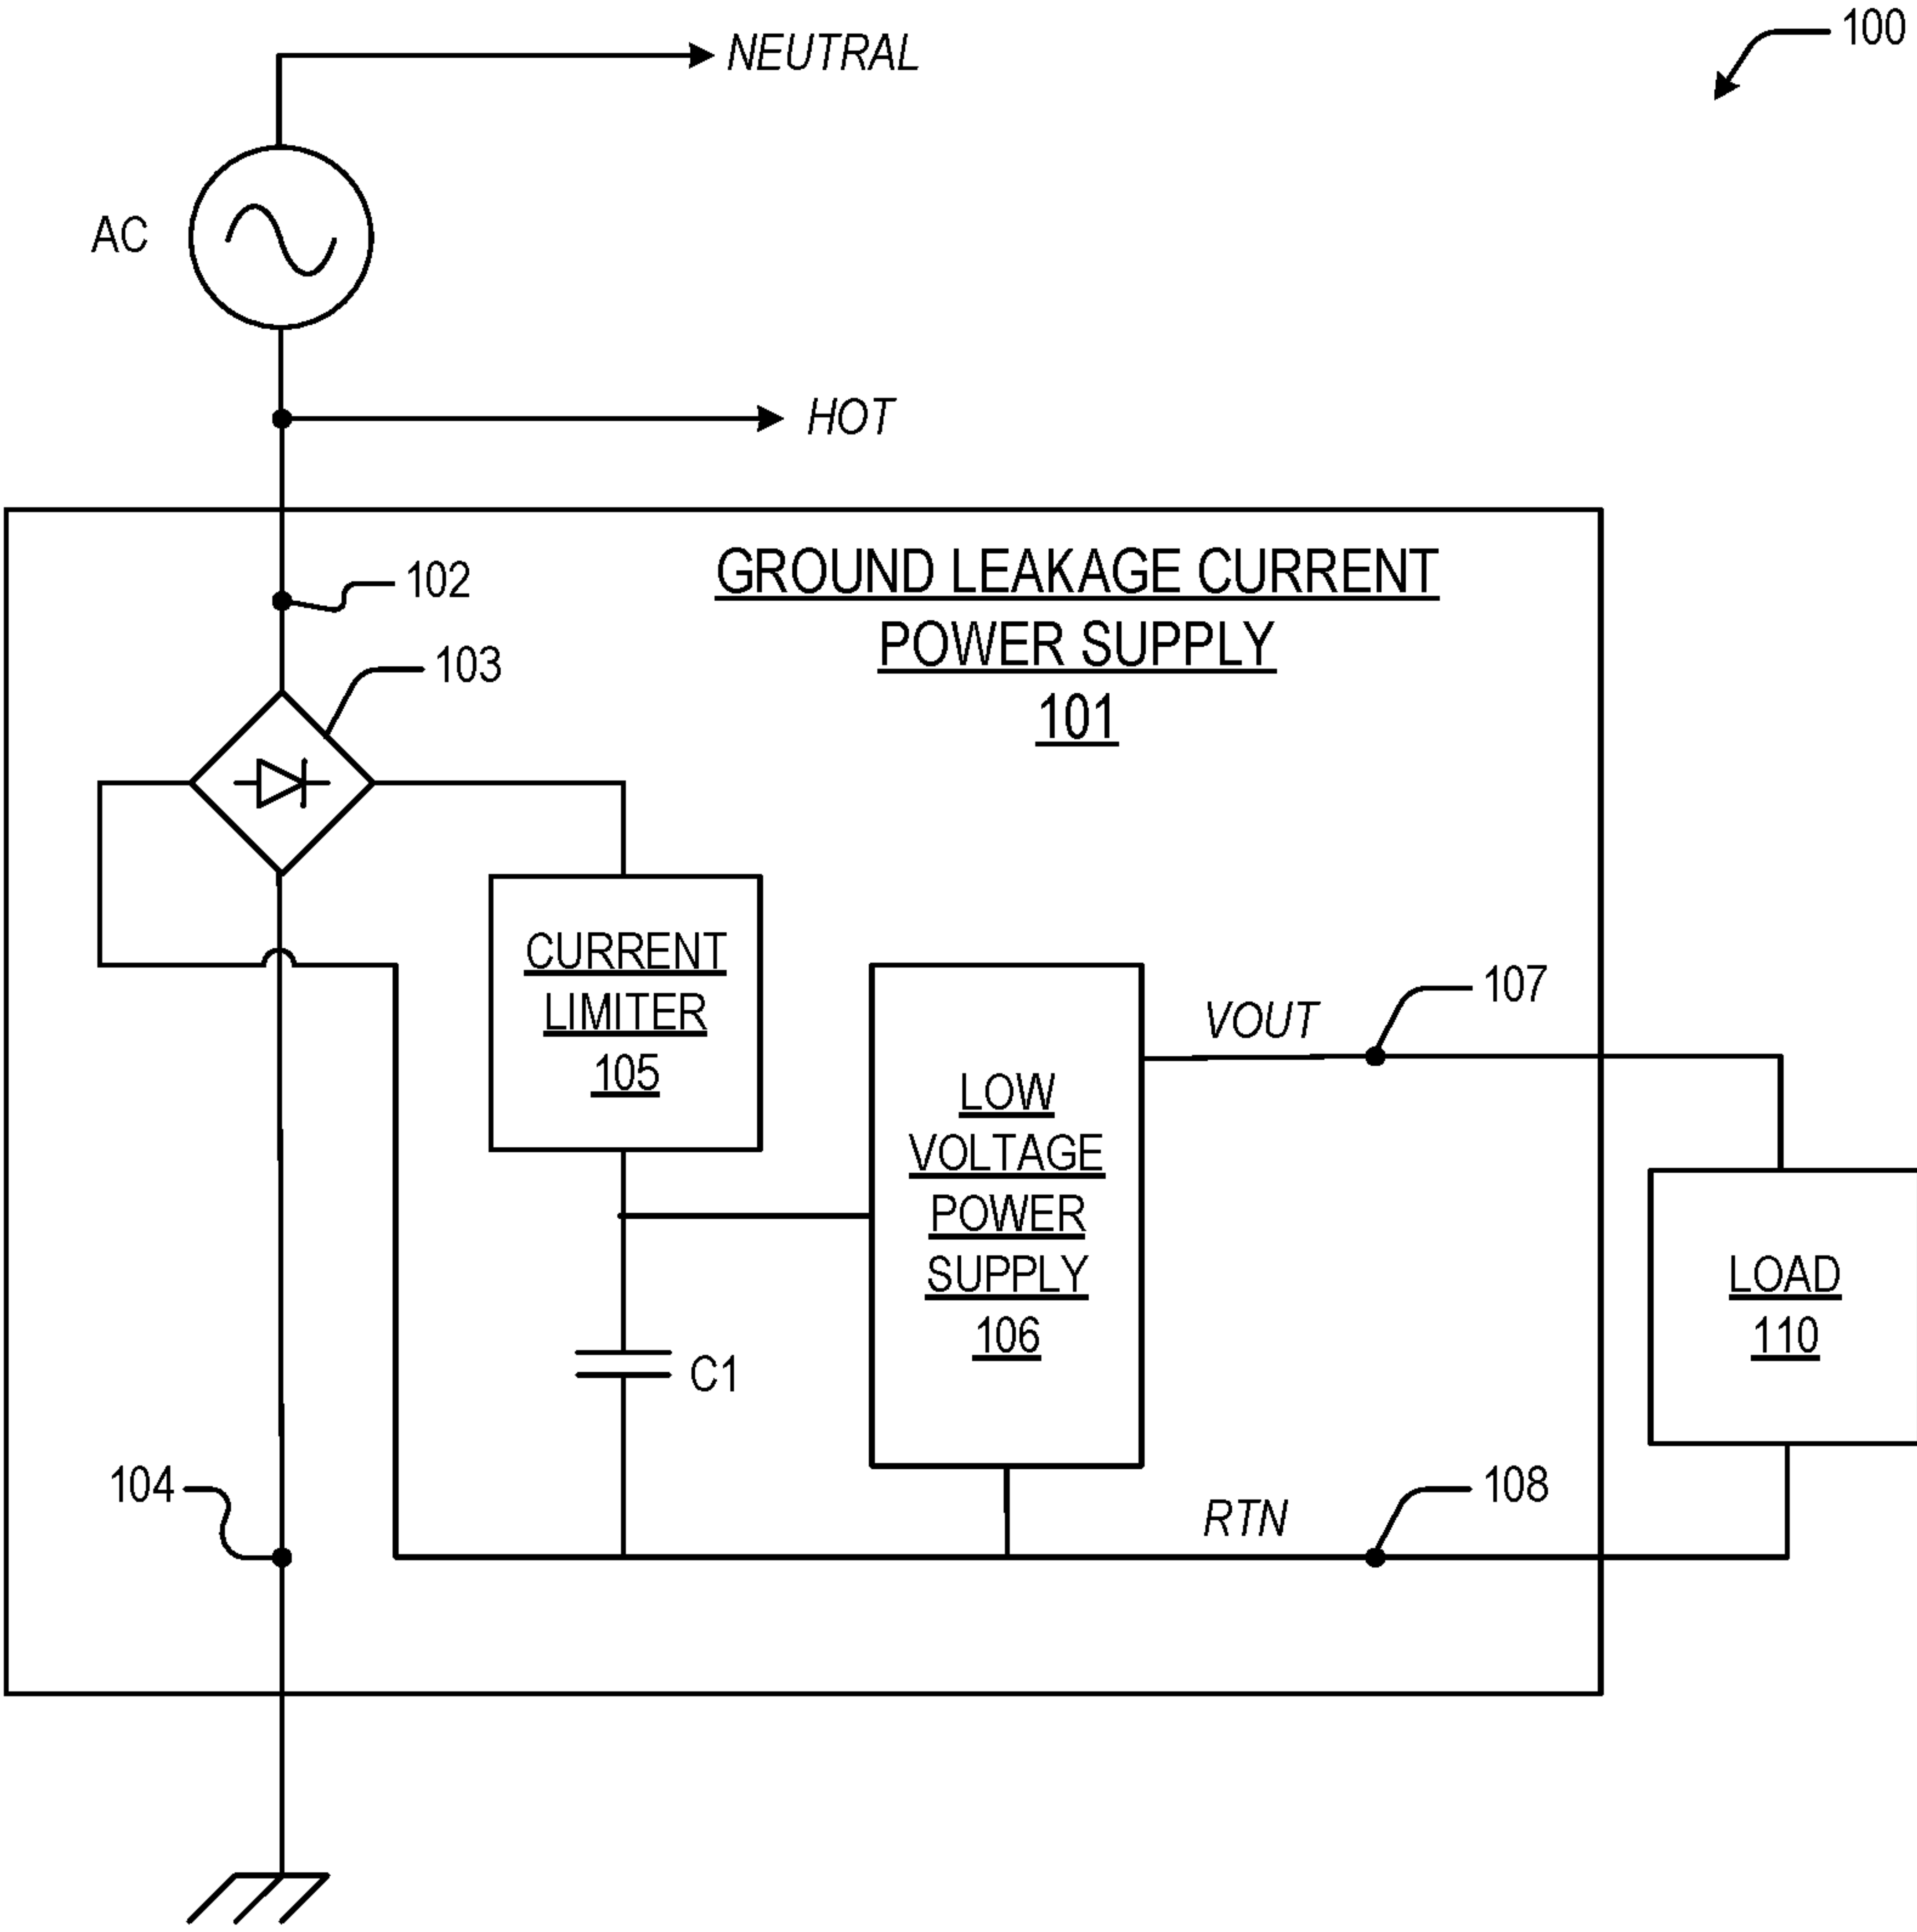 100
NEUTRAL
AC
HOT
GROUND LEAKAGE CURRENT
POWER SUPPLY
101
102
103
CURRENT
LIMITER
105
LOW
VOLTAGE
POWER
SUPPLY
106
VOUT
107
LOAD
110
C1
104
RTN
108